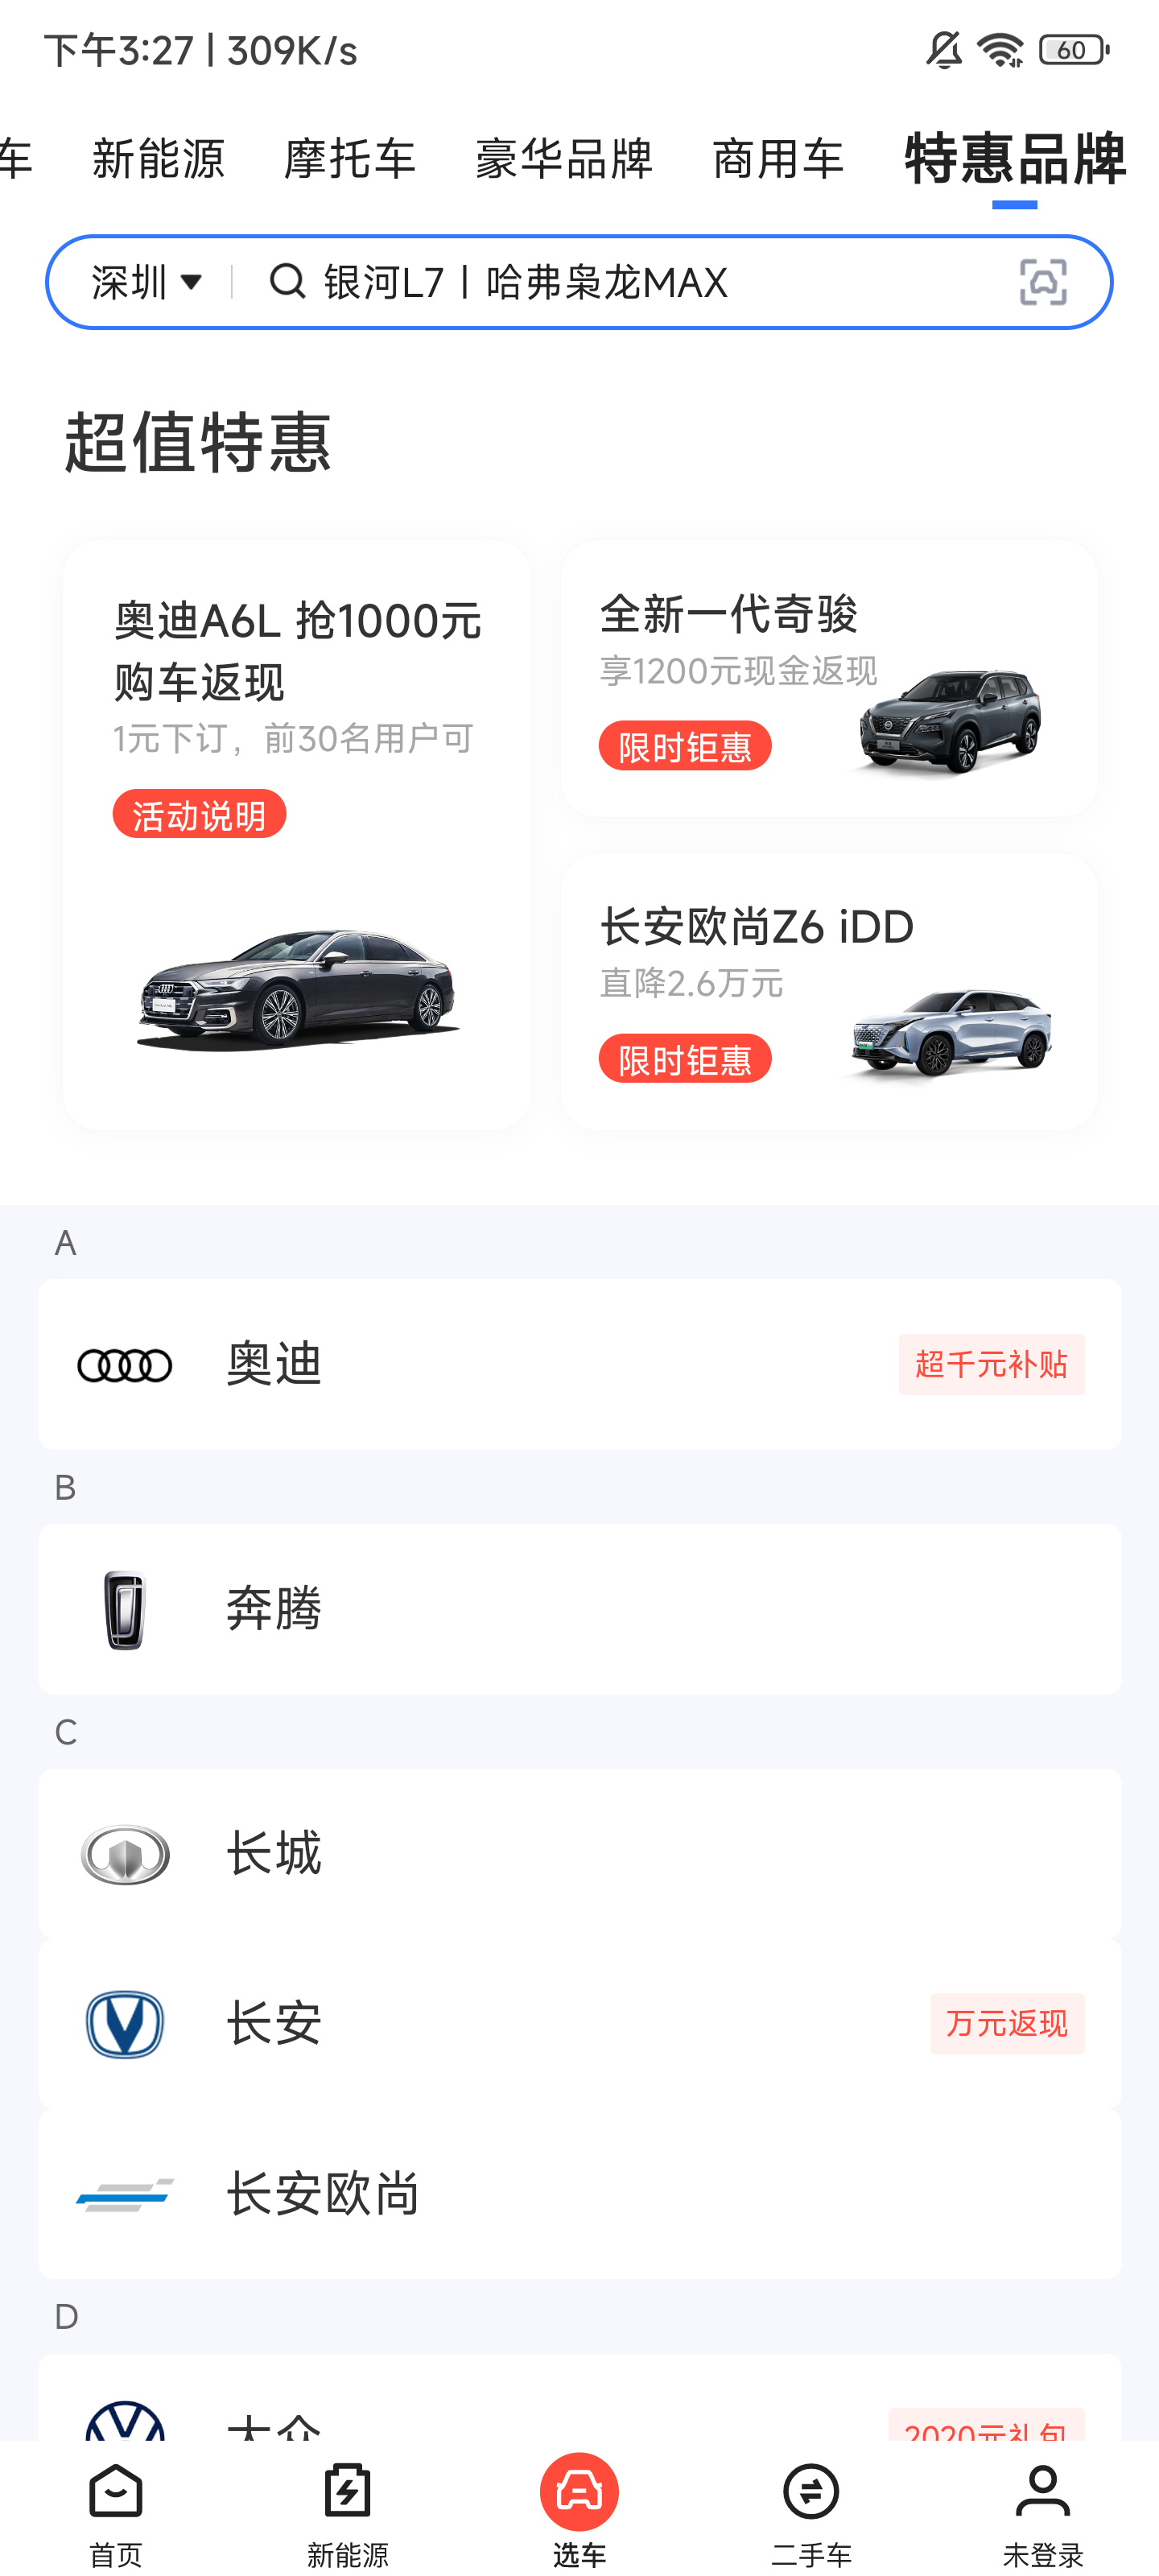 下午3:27 | 309K/s
60
车 新能源 摩托车 豪华品牌 商用车 特惠品牌
深圳 银河L7丨哈弗枭龙MAX
超值特惠
奥迪A6L 抢1000元
购车返现
1元下订，前30名用户可
活动说明
全新一代奇骏
享1200元现金返现
限时钜惠
长安欧尚Z6 iDD
直降2.6万元
限时钜惠
A
奥迪 超千元补贴
B
奔腾
C
长城
长安 万元返现
长安欧尚
D
大众 2020元礼包
首页 新能源 选车 二手车 未登录